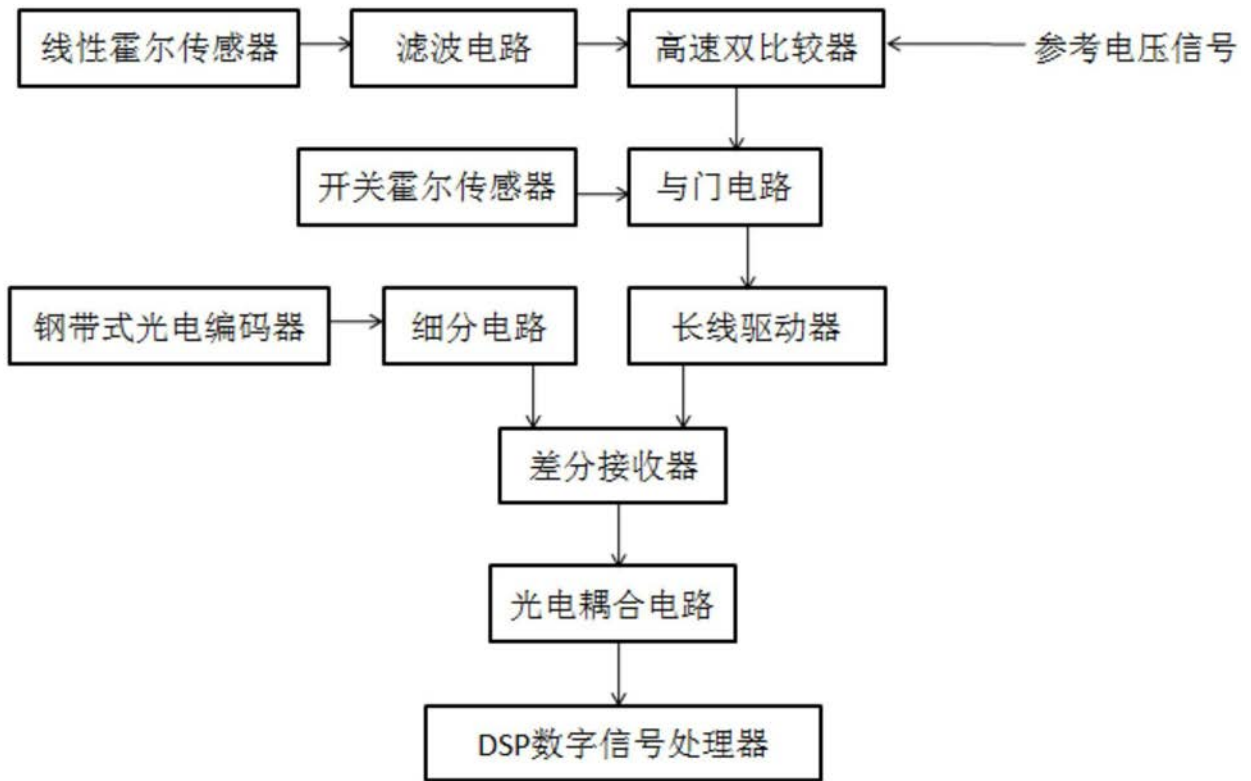 线性霍尔传感器
滤波电路
高速双比较器
参考电压信号
开关霍尔传感器
与门电路
钢带式光电编码器
细分电路
长线驱动器
差分接收器
光电耦合电路
DSP数字信号处理器